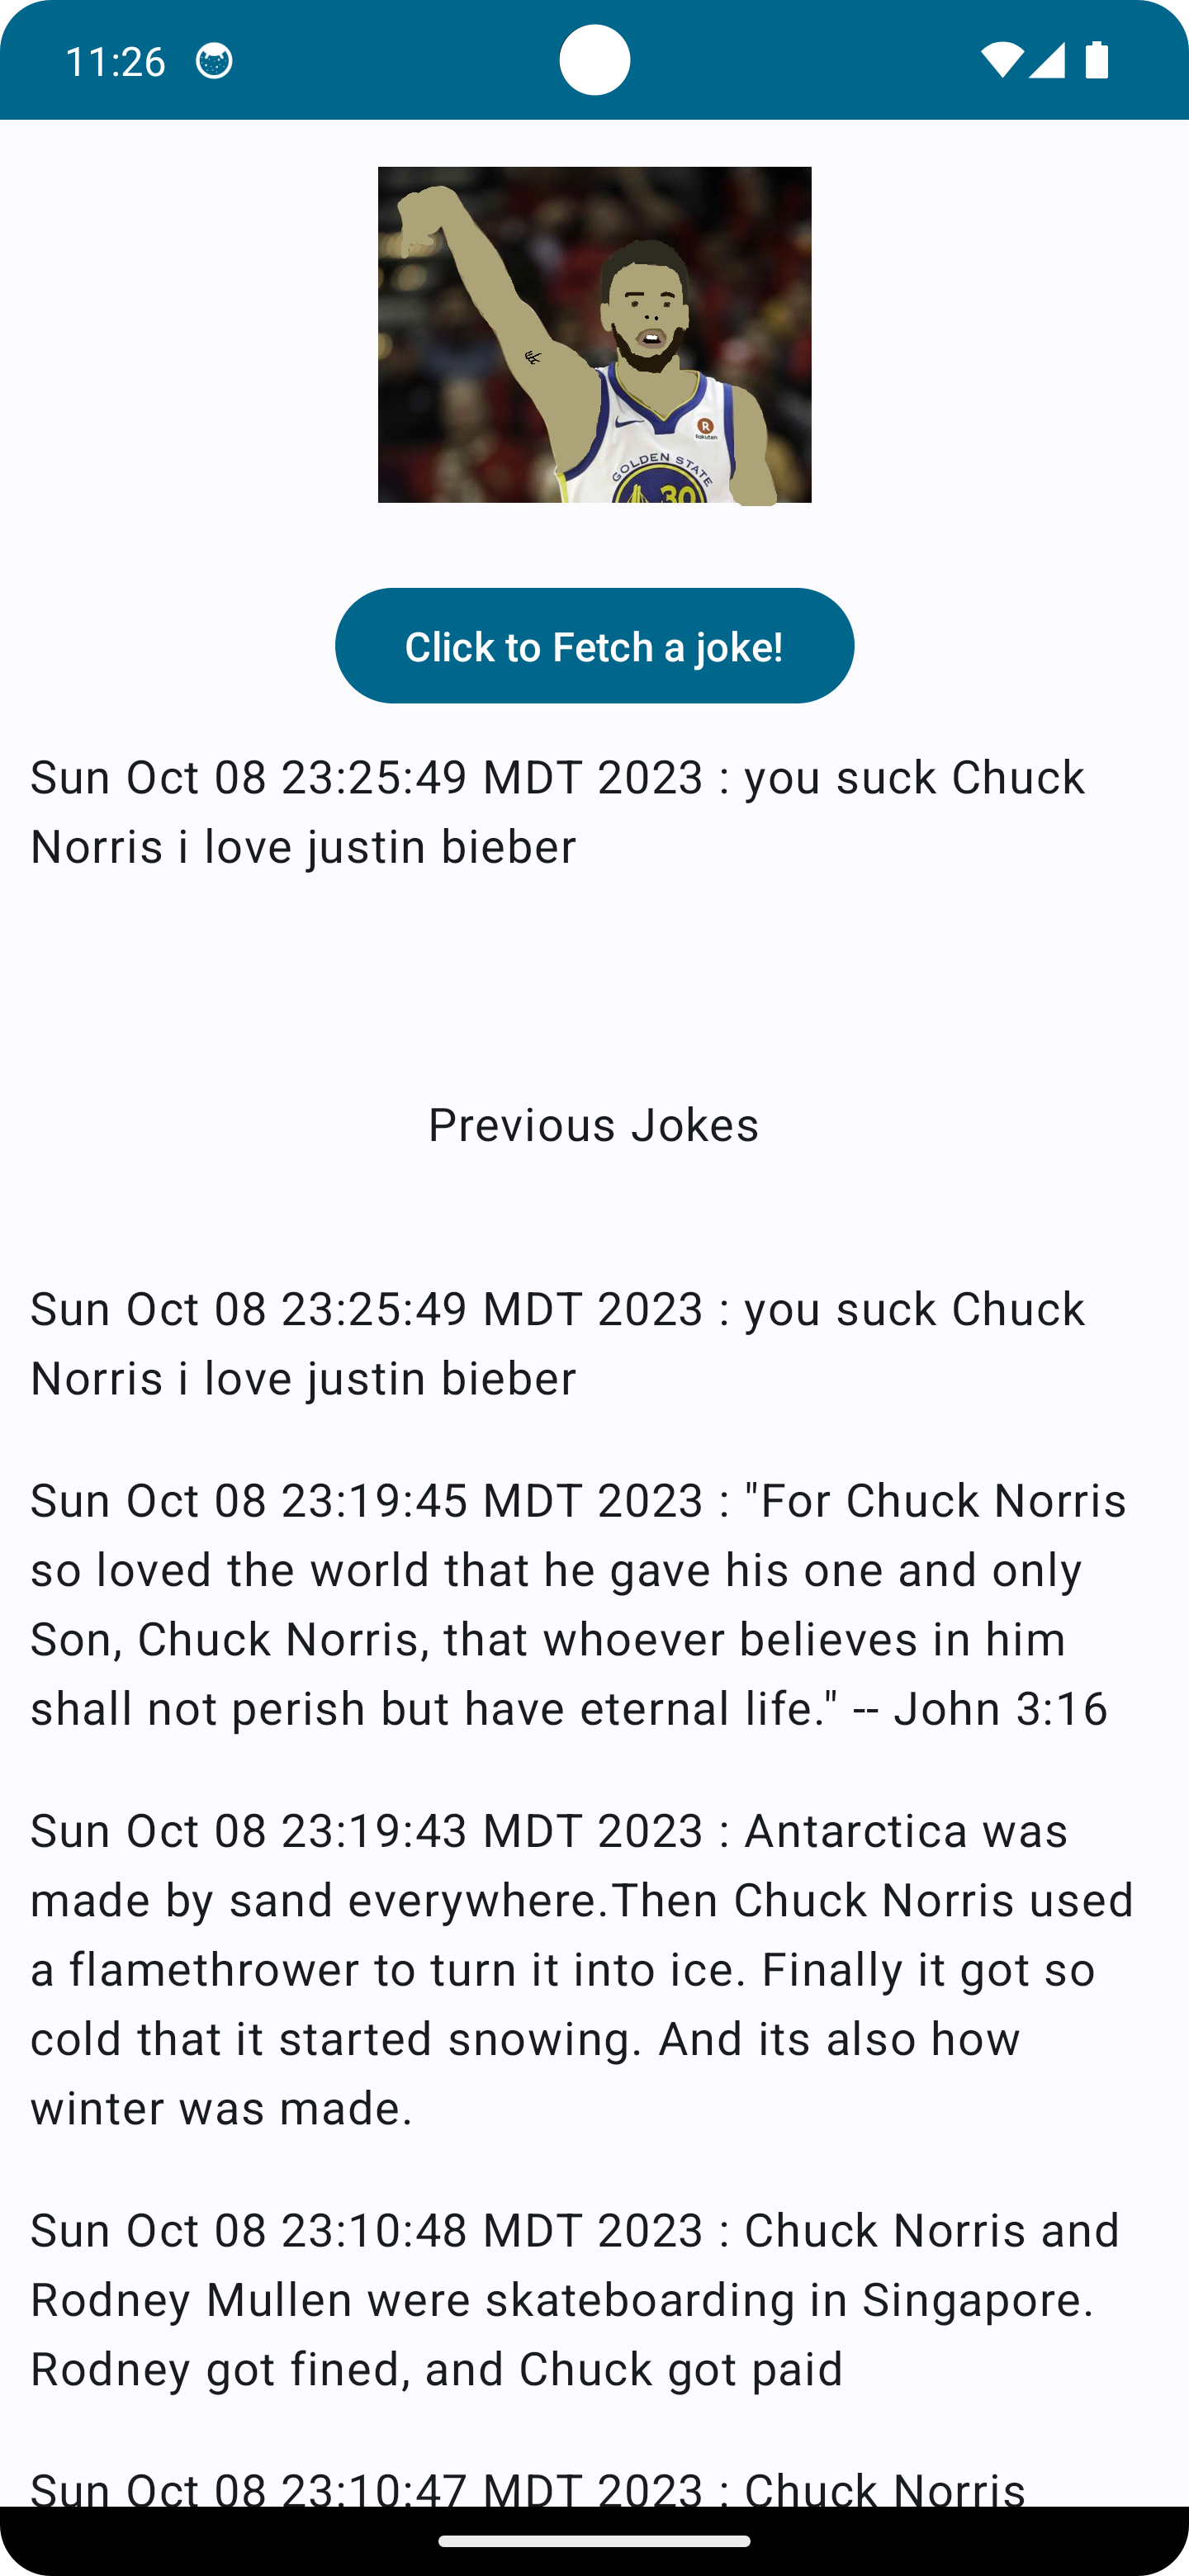 11:26
R
Rakuten
GOLDEN STATE
30
Click to Fetch a joke!
Sun Oct 08 23:25:49 MDT 2023 : you suck Chuck
Norris i love justin bieber
Previous Jokes
Sun Oct 08 23:25:49 MDT 2023 : you suck Chuck
Norris i love justin bieber
Sun Oct 08 23:19:45 MDT 2023 : "For Chuck Norris
so loved the world that he gave his one and only
Son, Chuck Norris, that whoever believes in him
shall not perish but have eternal life." -- John 3:16
Sun Oct 08 23:19:43 MDT 2023 : Antarctica was
made by sand everywhere.Then Chuck Norris used
a flamethrower to turn it into ice. Finally it got so
cold that it started snowing. And its also how
winter was made.
Sun Oct 08 23:10:48 MDT 2023 : Chuck Norris and
Rodney Mullen were skateboarding in Singapore.
Rodney got fined, and Chuck got paid
Sun Oct 08 23:10:47 MDT 2023 : Chuck Norris